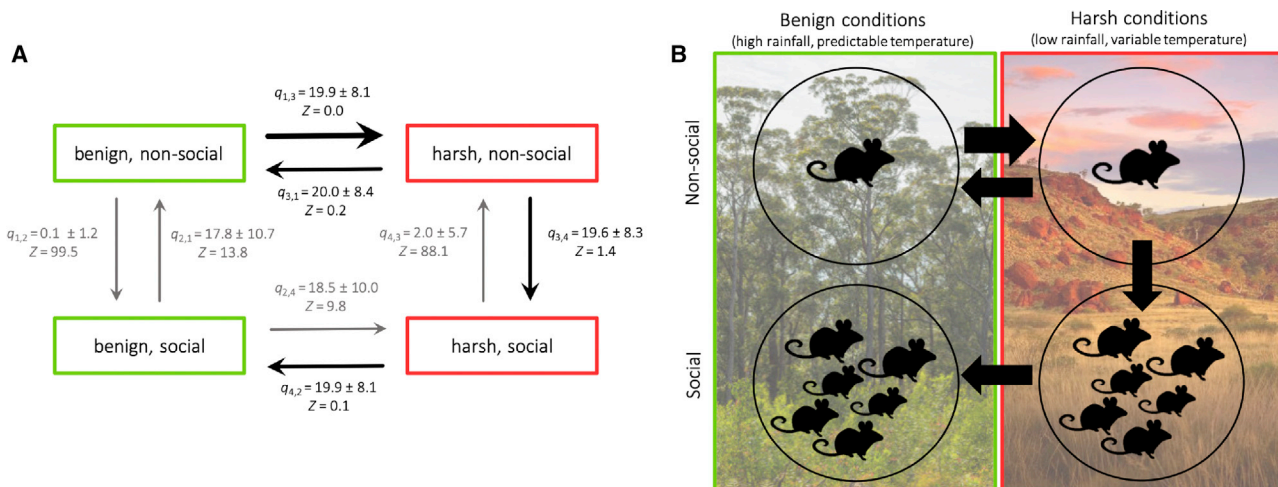 A
q1,3 = 19.9 ± 8.1
Z = 0.0
benign, non-social
harsh, non-social
q3,1 = 20.0 ± 8.4
Z = 0.2
q1,2 = 0.1 ± 1.2
Z = 99.5
q2,1 = 17.8 ± 10.7
Z = 13.8
q4,3 = 2.0 ± 5.7
Z = 88.1
q3,4 = 19.6 ± 8.3
Z = 1.4
q2,4 = 18.5 ± 10.0
Z = 9.8
benign, social
harsh, social
q4,2 = 19.9 ± 8.1
Z = 0.1
B
Benign conditions
(high rainfall, predictable temperature)
Harsh conditions
(low rainfall, variable temperature)
Non-social
Social